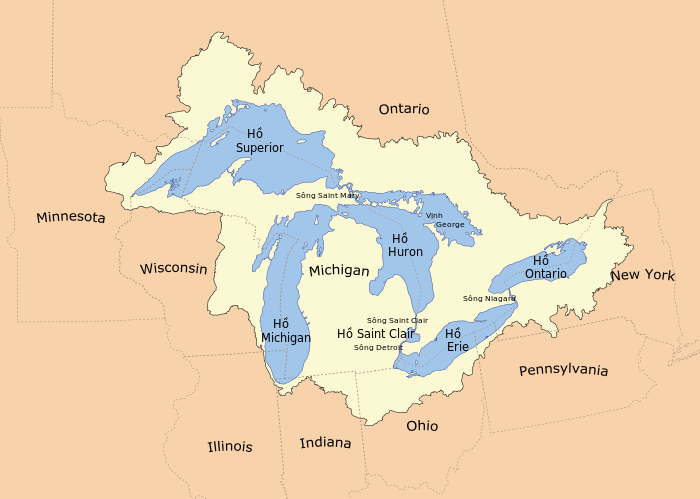 Ontario
Hồ
Superior
Sông Saint Mary
Minnesota
Vịnh
George
Hồ
Huron
Wisconsin
Michigan
Hồ
Ontario
New York
Sông Niagara
Hồ
Michigan
Sông Saint Clair
Hồ Saint Clair
Hồ
Erie
Sông Detroit
Pennsylvania
Ohio
Illinois
Indiana